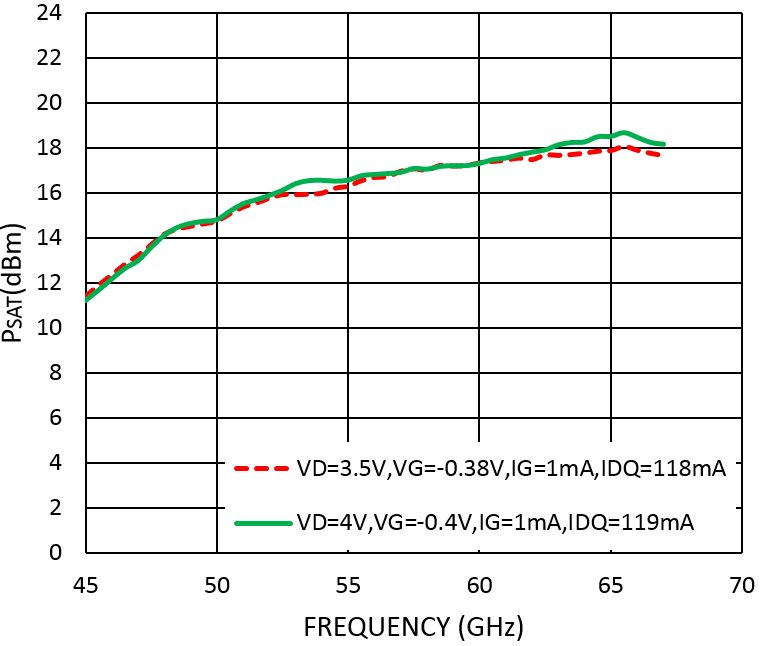 24
22
20
18
16
14
12
10
8
6
4
2
0
PSAT(dBm)
VD=3.5V,VG=-0.38V,IG=1mA,IDQ=118mA
VD=4V,VG=-0.4V,IG=1mA,IDQ=119mA
45 50 55 60 65 70
FREQUENCY (GHz)